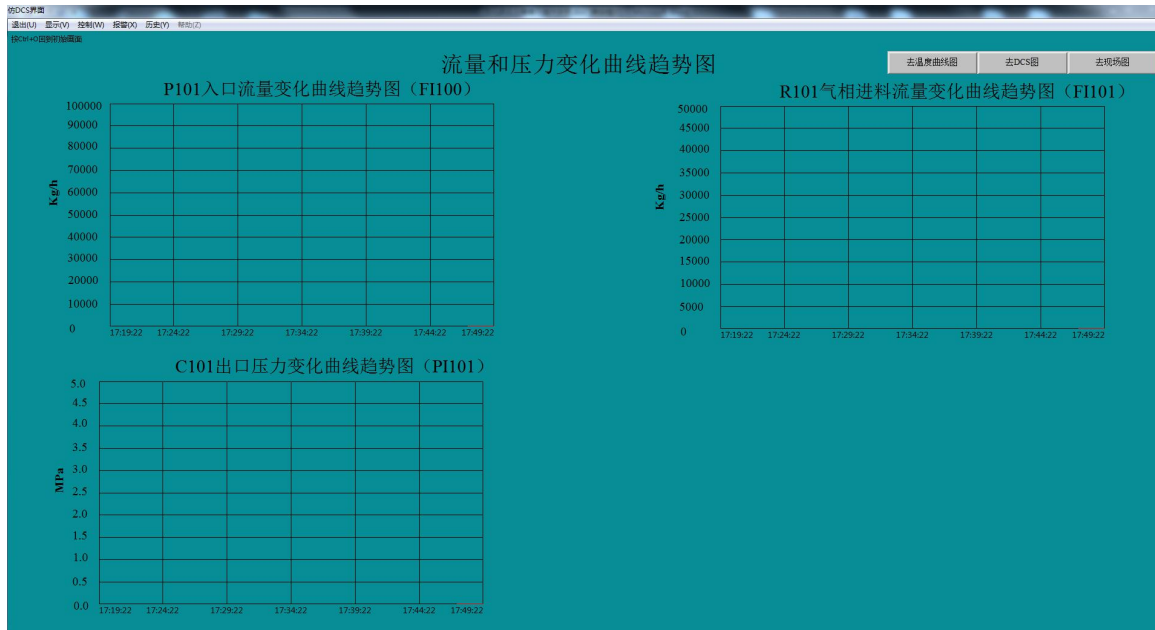 仿DCS界面
退出(U) 显示(V) 控制(W) 报警(X) 历史(Y) 帮助(Z)
按Ctrl+O回到初始画面
流量和压力变化曲线趋势图
去温度曲线图 去DCS图 去现场图
P101入口流量变化曲线趋势图（FI100）
100000
90000
80000
70000
60000
50000
40000
30000
20000
10000
0
Kg/h
17:19:22 17:24:22 17:29:22 17:34:22 17:39:22 17:44:22 17:49:22
R101气相进料流量变化曲线趋势图（FI101）
50000
45000
40000
35000
30000
25000
20000
15000
10000
5000
0
Kg/h
17:19:22 17:24:22 17:29:22 17:34:22 17:39:22 17:44:22 17:49:22
C101出口压力变化曲线趋势图（PI101）
5.0
4.5
4.0
3.5
3.0
2.5
2.0
1.5
1.0
0.5
0.0
MPa
17:19:22 17:24:22 17:29:22 17:34:22 17:39:22 17:44:22 17:49:22